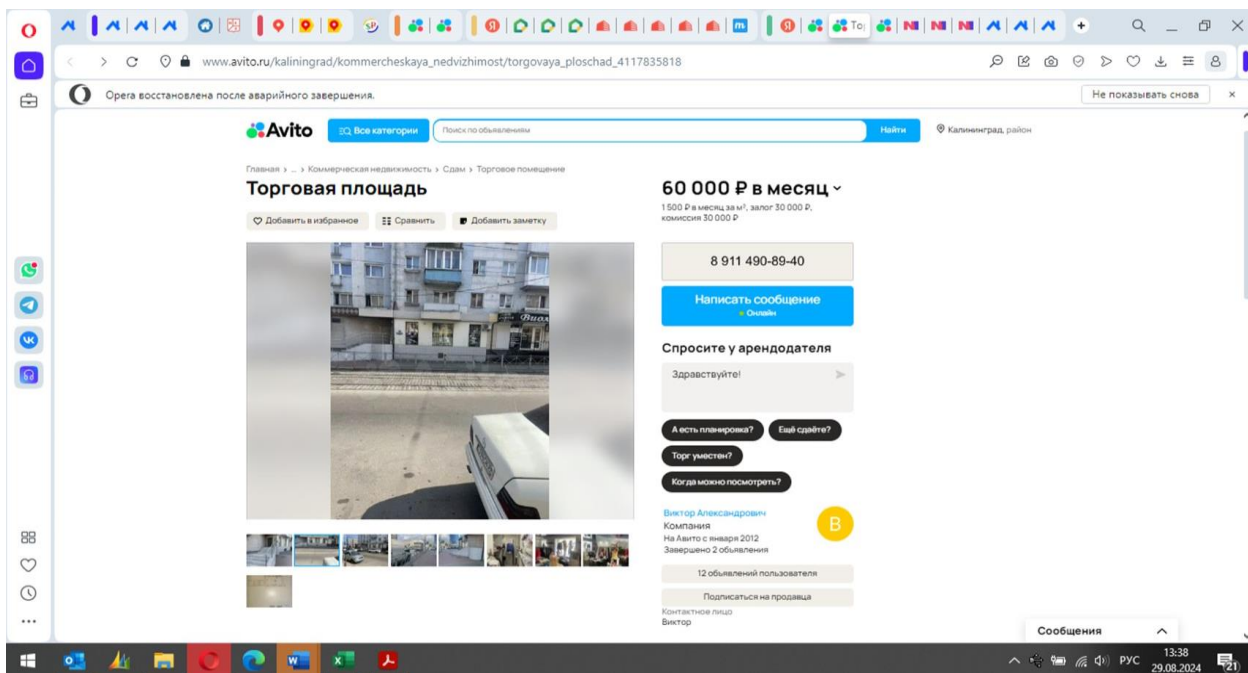 То
www.avito.ru/kaliningrad/kommercheskaya_nedvizhimost/torgovaya_ploschad_4117835818
Opera восстановлена после аварийного завершения.
Не показывать снова
Avito
Все категории
Поиск по объявлениям
Найти
Калининград, район
Главная > ... > Коммерческая недвижимость > Сдам > Торговое помещение
Торговая площадь
60 000 ₽ в месяц
1 500 ₽ в месяц за м², залог 30 000 ₽,
комиссия 30 000 ₽
Добавить в избранное
Сравнить
Добавить заметку
8 911 490-89-40
Написать сообщение
Онлайн
Виол
Спросите у арендодателя
Здравствуйте!
А есть планировка?
Ещё сдаёте?
Торг уместен?
Когда можно посмотреть?
Виктор Александрович
Компания
На Авито с января 2012
Завершено 2 объявления
В
12 объявлений пользователя
Подписаться на продавца
Контактное лицо
Виктор
Сообщения
РУС
13:38
29.08.2024
21